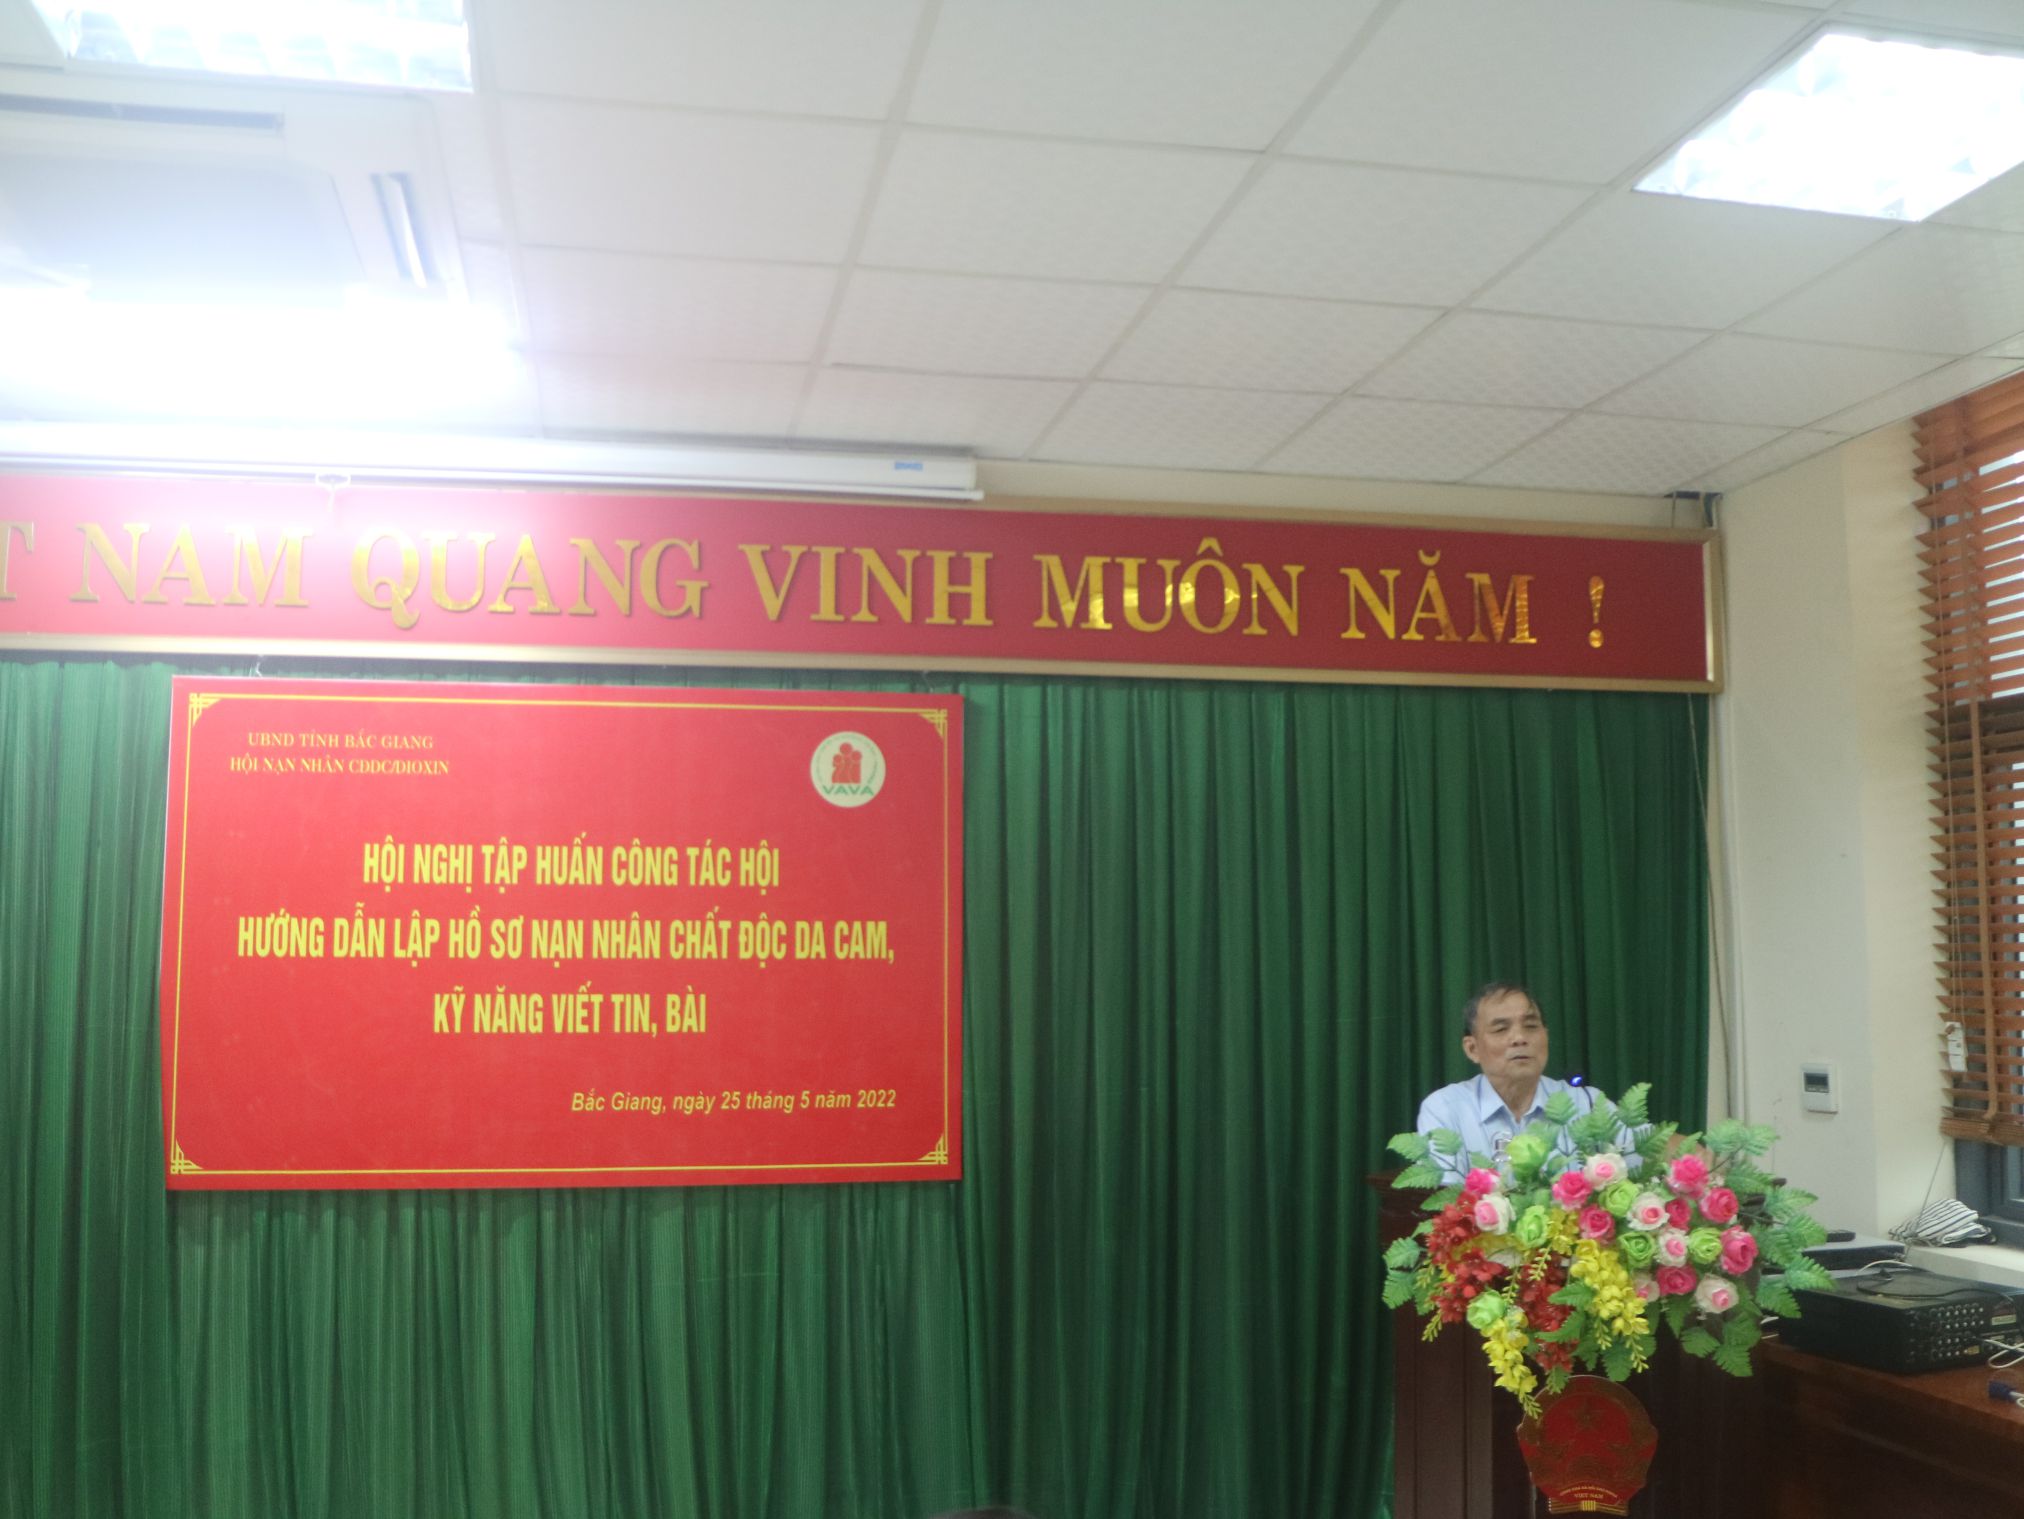 T NAM QUANG VINH MUÔN NĂM !
UBND TỈNH BẮC GIANG
HỘI NẠN NHÂN CĐDC/DIOXIN
VAVA
HỘI NGHỊ TẬP HUẤN CÔNG TÁC HỘI
HƯỚNG DẪN LẬP HỒ SƠ NẠN NHÂN CHẤT ĐỘC DA CAM,
KỸ NĂNG VIẾT TIN, BÀI
Bắc Giang, ngày 25 tháng 5 năm 2022
VIỆT NAM